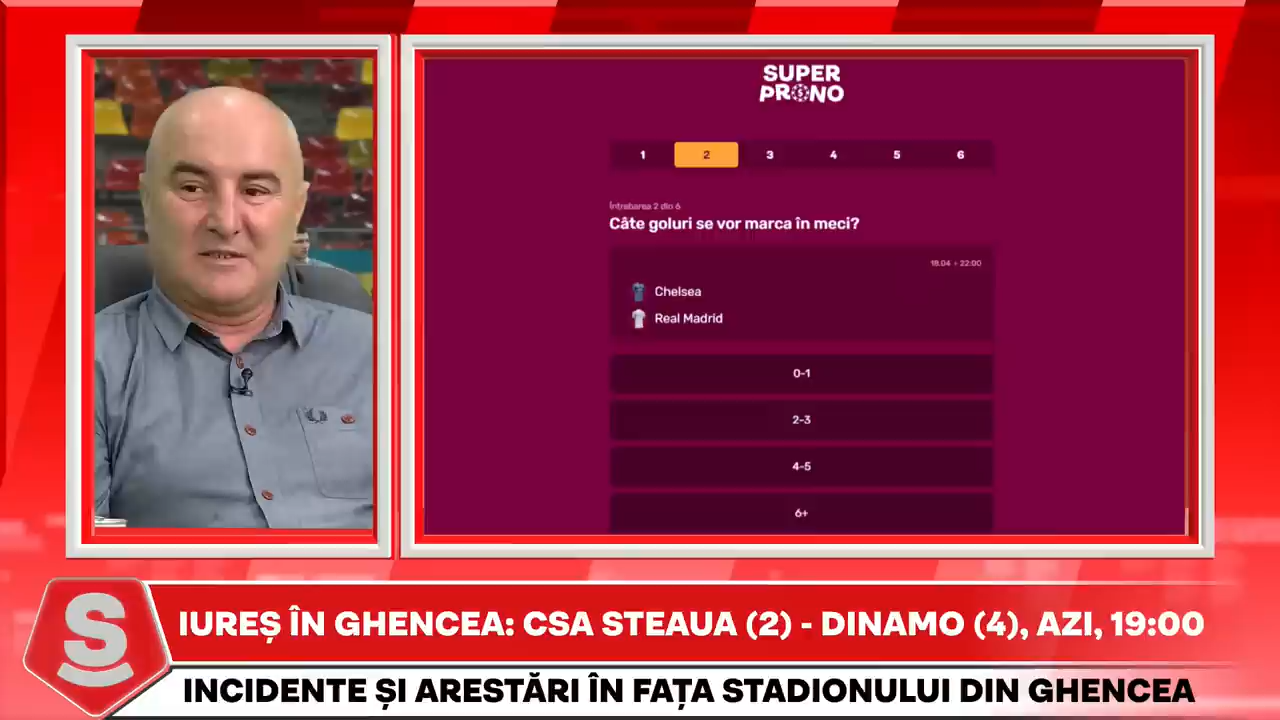 SUPER
PRONO
1 2 3 4 5 6
Întrebarea 2 din 6
Câte goluri se vor marca în meci?
18.04 • 22:00
Chelsea
Real Madrid
0-1
2-3
4-5
6+
S
IUREȘ ÎN GHENCEA: CSA STEAUA (2) - DINAMO (4), AZI, 19:00
INCIDENTE ȘI ARESTĂRI ÎN FAȚA STADIONULUI DIN GHENCEA